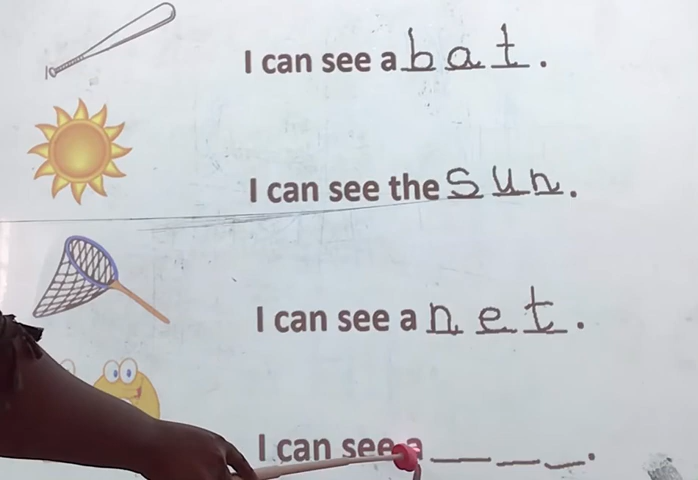 I can see a bat.
I can see the sun.
I can see a net.
I can see a _ _ _.